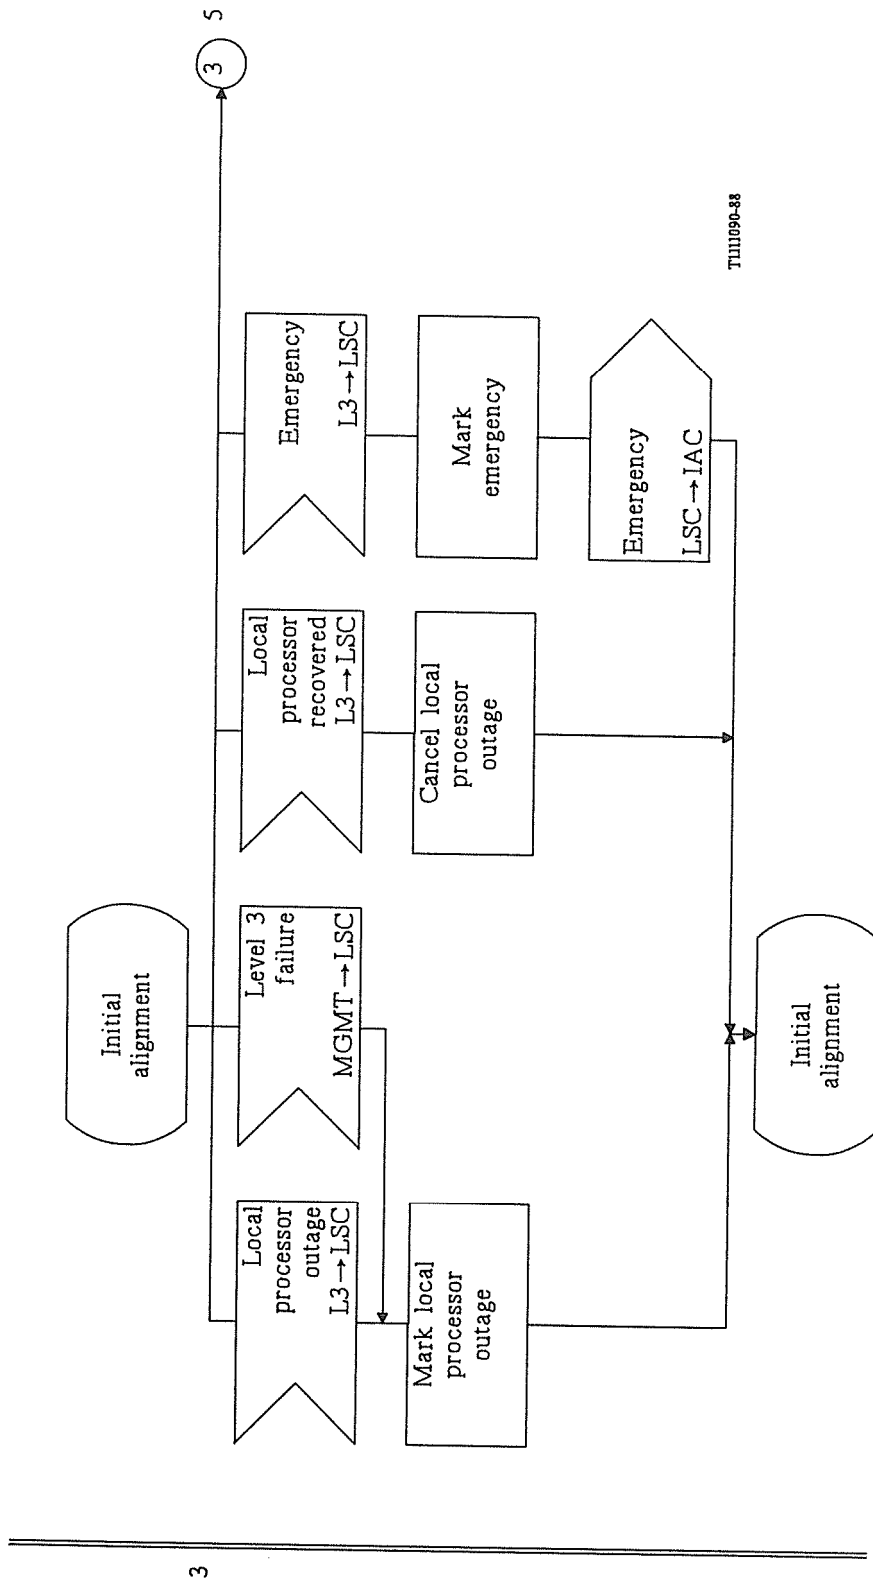 3
5
Initial
alignment
Local
processor
outage
L3→LSC
Level 3
failure
MGMT→LSC
Local
processor
recovered
L3→LSC
Emergency
L3→LSC
Mark local
processor
outage
Cancel local
processor
outage
Mark
emergency
Emergency
LSC→IAC
Initial
alignment
T1111090-88
3